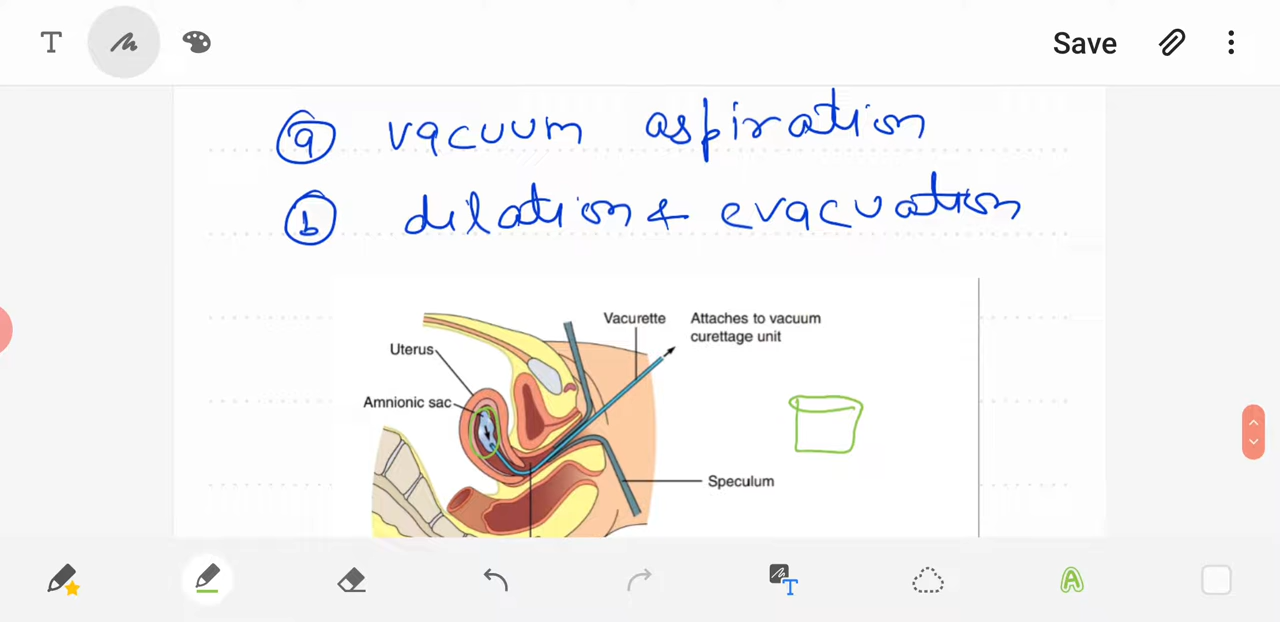 T Save
a vacuum aspiration
b dilation & evacuation
Vacurette
Attaches to vacuum
curettage unit
Uterus
Amnionic sac
Speculum
T
A